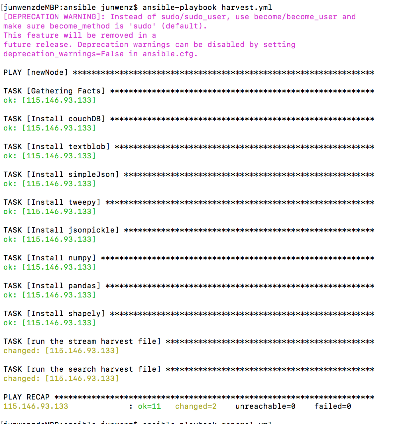 [junwenzdeMBP:ansible junwenz$ ansible-playbook harvest.yml
[DEPRECATION WARNING]: Instead of sudo/sudo_user, use become/become_user and
make sure become_method is 'sudo' (default).
This feature will be removed in a
future release. Deprecation warnings can be disabled by setting
deprecation_warnings=False in ansible.cfg.
PLAY [newNode] ****************************************************************
TASK [Gathering Facts] ********************************************************
ok: [115.146.93.133]
TASK [Install couchDB] ********************************************************
ok: [115.146.93.133]
TASK [Install textblob] *******************************************************
ok: [115.146.93.133]
TASK [Install simpleJson] *****************************************************
ok: [115.146.93.133]
TASK [Install tweepy] *********************************************************
ok: [115.146.93.133]
TASK [Install jsonpickle] *****************************************************
ok: [115.146.93.133]
TASK [Install numpy] **********************************************************
ok: [115.146.93.133]
TASK [Install pandas] *********************************************************
ok: [115.146.93.133]
TASK [Install shapely] ********************************************************
ok: [115.146.93.133]
TASK [run the stream harvest file] ********************************************
changed: [115.146.93.133]
TASK [run the search harvest file] ********************************************
changed: [115.146.93.133]
PLAY RECAP ********************************************************************
115.146.93.133 : ok=11 changed=2 unreachable=0 failed=0